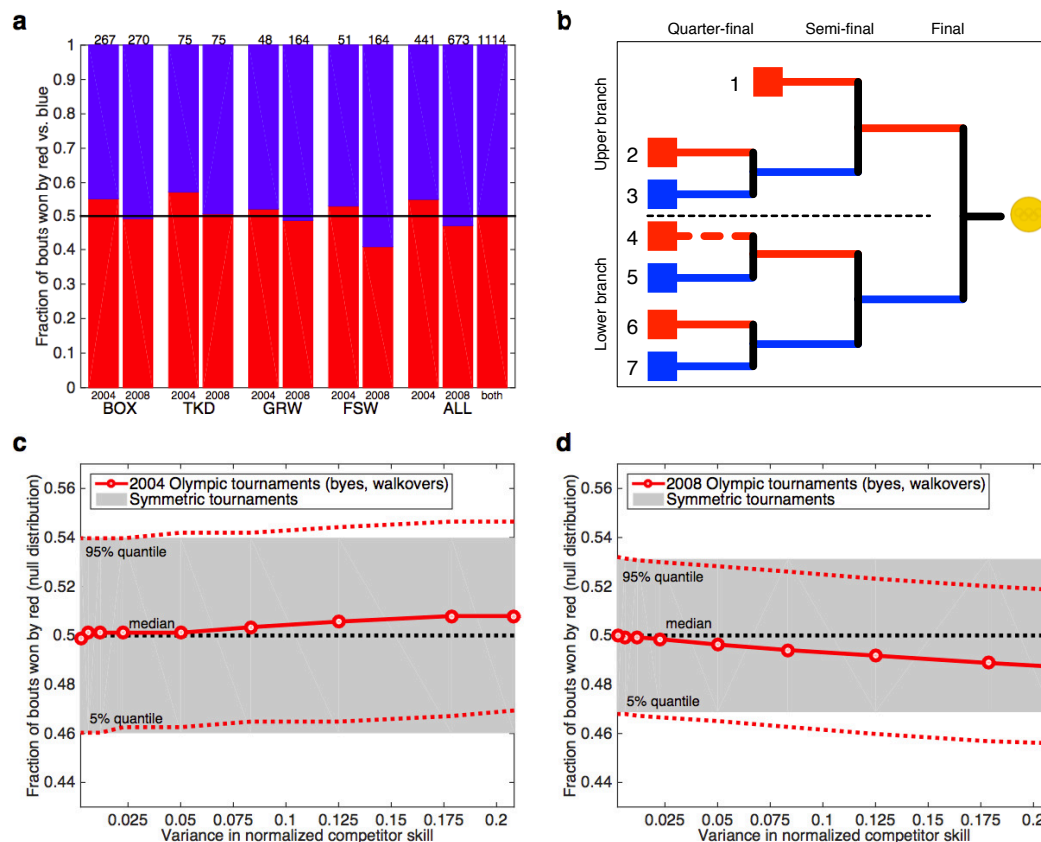 a
267 270 75 75 48 164 51 164 441 673 1114
Fraction of bouts won by red vs. blue
1
0.9
0.8
0.7
0.6
0.5
0.4
0.3
0.2
0.1
0
2004 2008 2004 2008 2004 2008 2004 2008 2004 2008 both
BOX TKD GRW FSW ALL
b
Quarter-final Semi-final Final
Upper branch
Lower branch
1
2
3
4
5
6
7
c
2004 Olympic tournaments (byes, walkovers)
Symmetric tournaments
Fraction of bouts won by red (null distribution)
0.56
0.54
0.52
0.5
0.48
0.46
0.44
95% quantile
median
5% quantile
0.025 0.05 0.075 0.1 0.125 0.15 0.175 0.2
Variance in normalized competitor skill
d
2008 Olympic tournaments (byes, walkovers)
Symmetric tournaments
Fraction of bouts won by red (null distribution)
0.56
0.54
0.52
0.5
0.48
0.46
0.44
95% quantile
median
5% quantile
0.025 0.05 0.075 0.1 0.125 0.15 0.175
Variance in normalized competitor skill